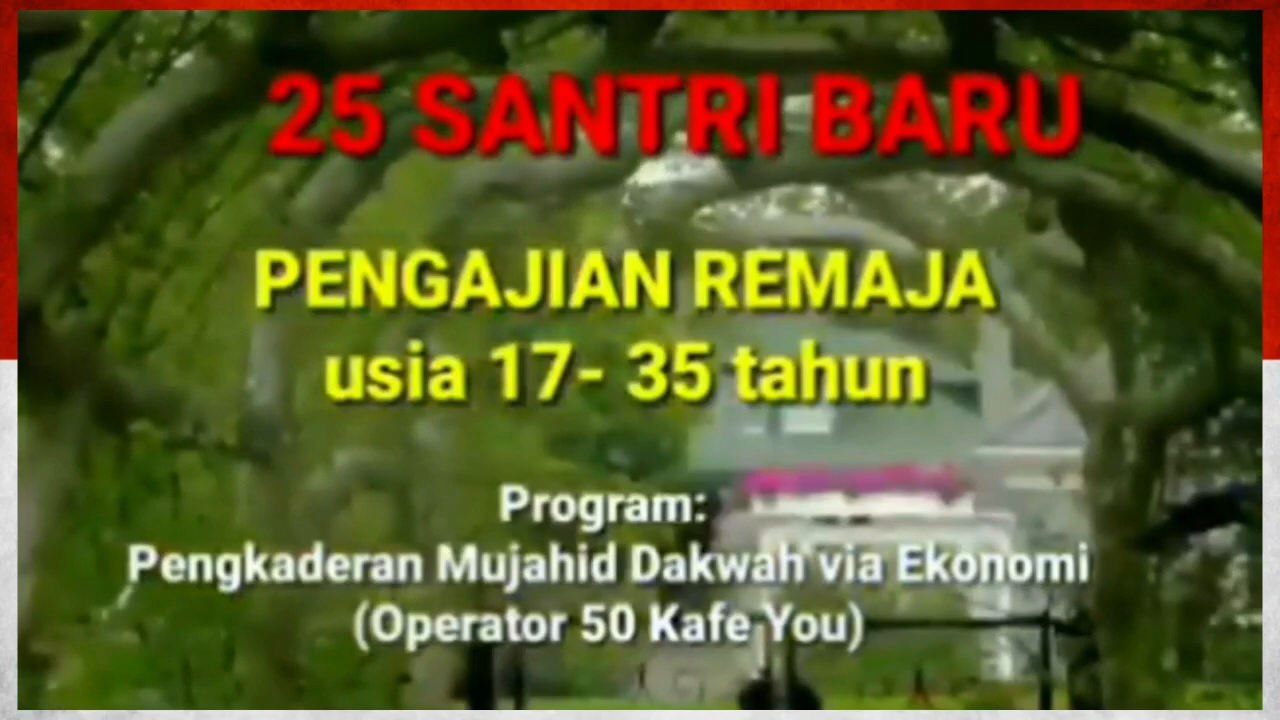 25 SANTRI BARU
PENGAJIAN REMAJA
usia 17- 35 tahun
Program:
Pengkaderan Mujahid Dakwah via Ekonomi
(Operator 50 Kafe You)